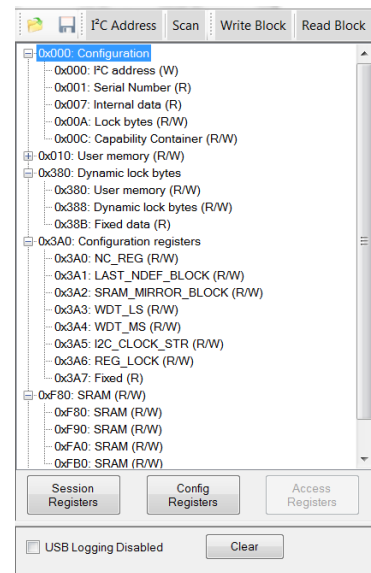 I²C Address Scan Write Block Read Block
0x000: Configuration
0x000: I²C address (W)
0x001: Serial Number (R)
0x007: Internal data (R)
0x00A: Lock bytes (R/W)
0x00C: Capability Container (R/W)
0x010: User memory (R/W)
0x380: Dynamic lock bytes
0x380: User memory (R/W)
0x388: Dynamic lock bytes (R/W)
0x38B: Fixed data (R)
0x3A0: Configuration registers
0x3A0: NC_REG (R/W)
0x3A1: LAST_NDEF_BLOCK (R/W)
0x3A2: SRAM_MIRROR_BLOCK (R/W)
0x3A3: WDT_LS (R/W)
0x3A4: WDT_MS (R/W)
0x3A5: I2C_CLOCK_STR (R/W)
0x3A6: REG_LOCK (R/W)
0x3A7: Fixed (R)
0xF80: SRAM (R/W)
0xF80: SRAM (R/W)
0xF90: SRAM (R/W)
0xFA0: SRAM (R/W)
0xFB0: SRAM (R/W)
Session Registers
Config Registers
Access Registers
USB Logging Disabled
Clear